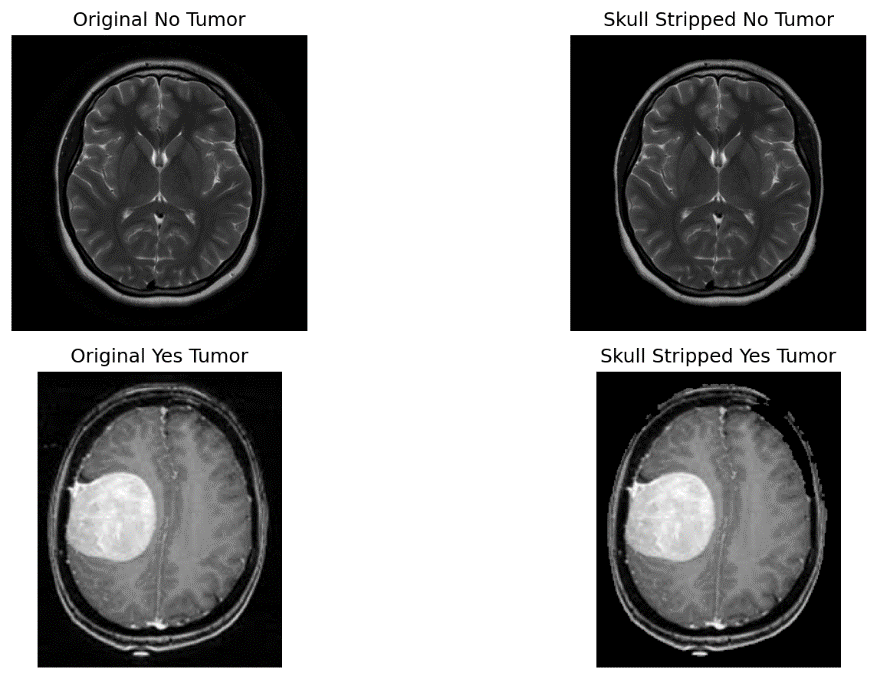 Original No Tumor
Skull Stripped No Tumor
Original Yes Tumor
Skull Stripped Yes Tumor